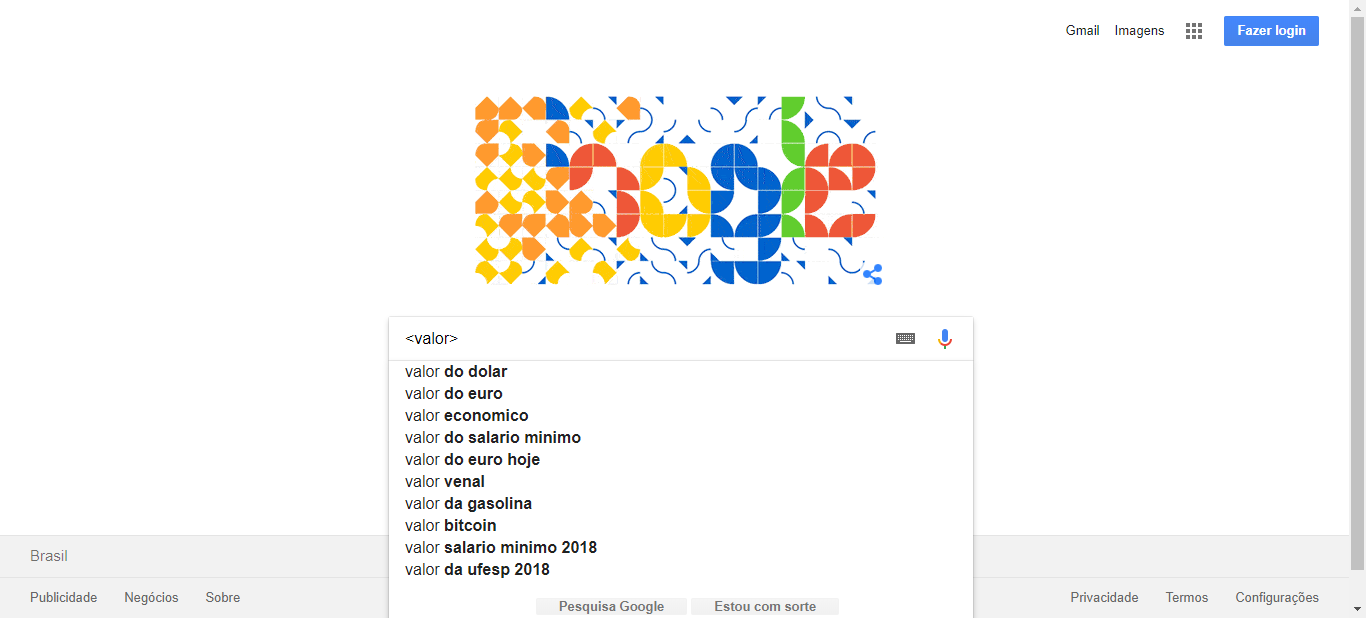 Gmail Imagens Fazer login
<valor>
valor do dolar
valor do euro
valor economico
valor do salario minimo
valor do euro hoje
valor venal
valor da gasolina
valor bitcoin
valor salario minimo 2018
valor da ufesp 2018
Pesquisa Google Estou com sorte
Brasil
Publicidade Negócios Sobre Privacidade Termos Configurações